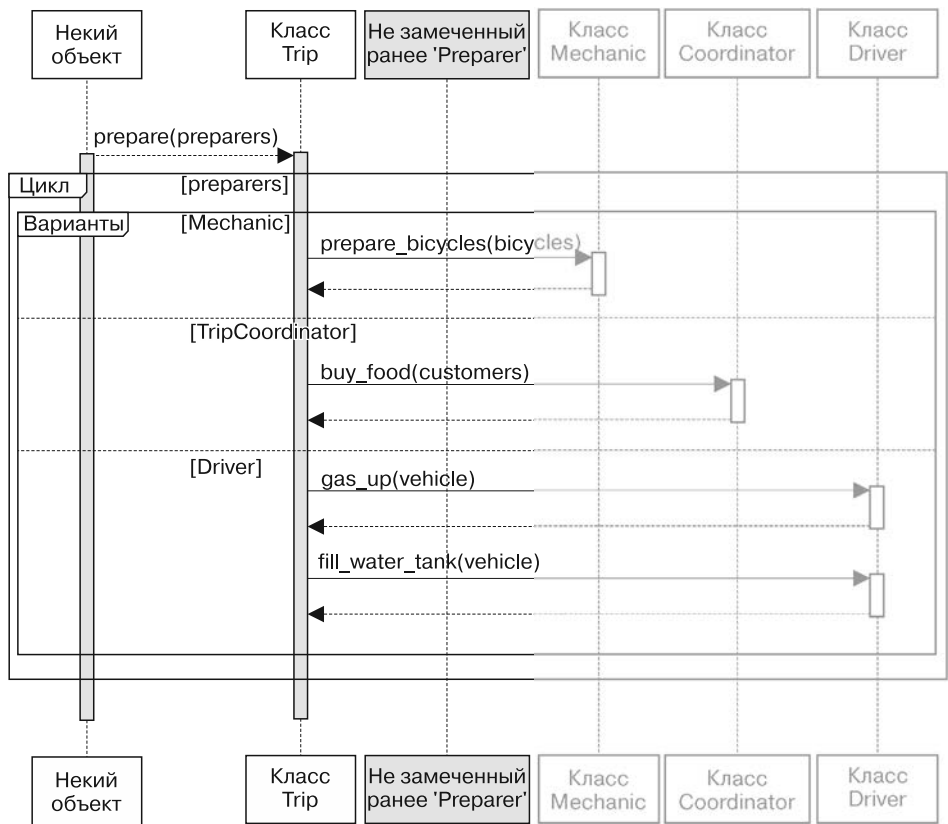 Некий
объект
Класс
Trip
Не замеченный
ранее 'Preparer'
Класс
Mechanic
Класс
Coordinator
Класс
Driver
prepare(preparers)
Цикл
[preparers]
Варианты
[Mechanic]
prepare_bicycles(bicycles)
[TripCoordinator]
buy_food(customers)
[Driver]
gas_up(vehicle)
fill_water_tank(vehicle)
Некий
объект
Класс
Trip
Не замеченный
ранее 'Preparer'
Класс
Mechanic
Класс
Coordinator
Класс
Driver